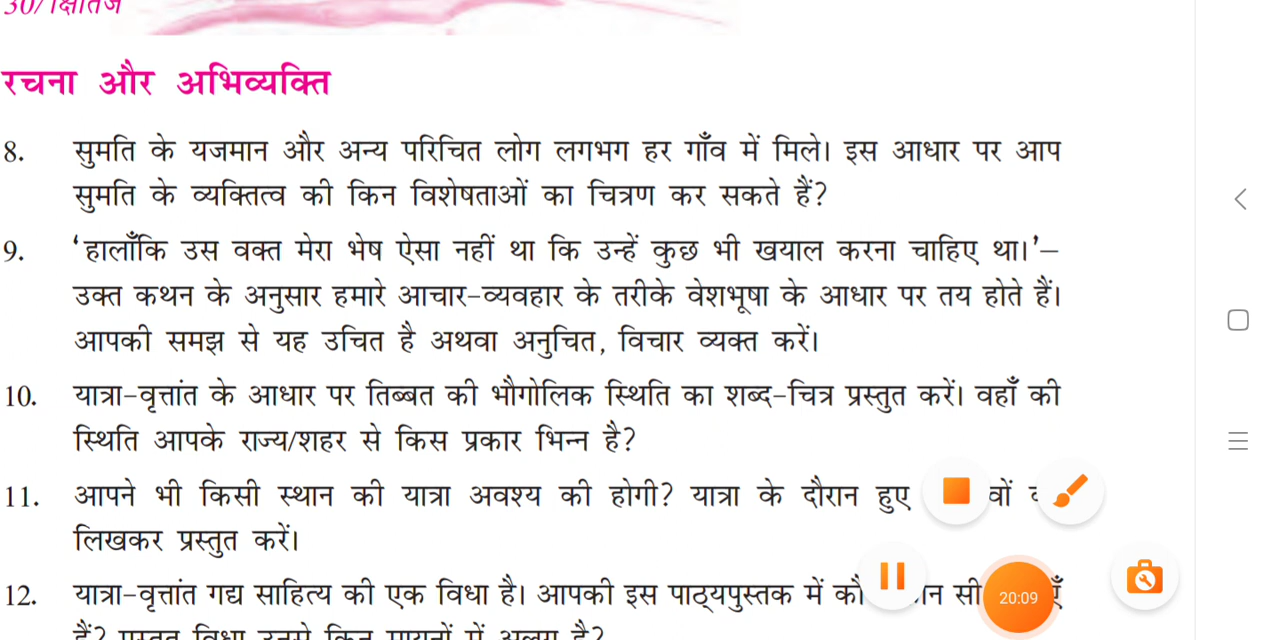 30/ क्षितिज
रचना और अभिव्यक्ति
8. सुमति के यजमान और अन्य परिचित लोग लगभग हर गाँव में मिले। इस आधार पर आप
सुमति के व्यक्तित्व की किन विशेषताओं का चित्रण कर सकते हैं?
9. ‘हालाँकि उस वक्त मेरा भेष ऐसा नहीं था कि उन्हें कुछ भी खयाल करना चाहिए था।’–
उक्त कथन के अनुसार हमारे आचार-व्यवहार के तरीके वेशभूषा के आधार पर तय होते हैं।
आपकी समझ से यह उचित है अथवा अनुचित, विचार व्यक्त करें।
10. यात्रा-वृत्तांत के आधार पर तिब्बत की भौगोलिक स्थिति का शब्द-चित्र प्रस्तुत करें। वहाँ की
स्थिति आपके राज्य/शहर से किस प्रकार भिन्न है?
11. आपने भी किसी स्थान की यात्रा अवश्य की होगी? यात्रा के दौरान हुए
लिखकर प्रस्तुत करें।
12. यात्रा-वृत्तांत गद्य साहित्य की एक विधा है। आपकी इस पाठ्यपुस्तक में सी
20:09
हैं? प्रस्तुत विधा उनसे किन मायनों में अलग है?